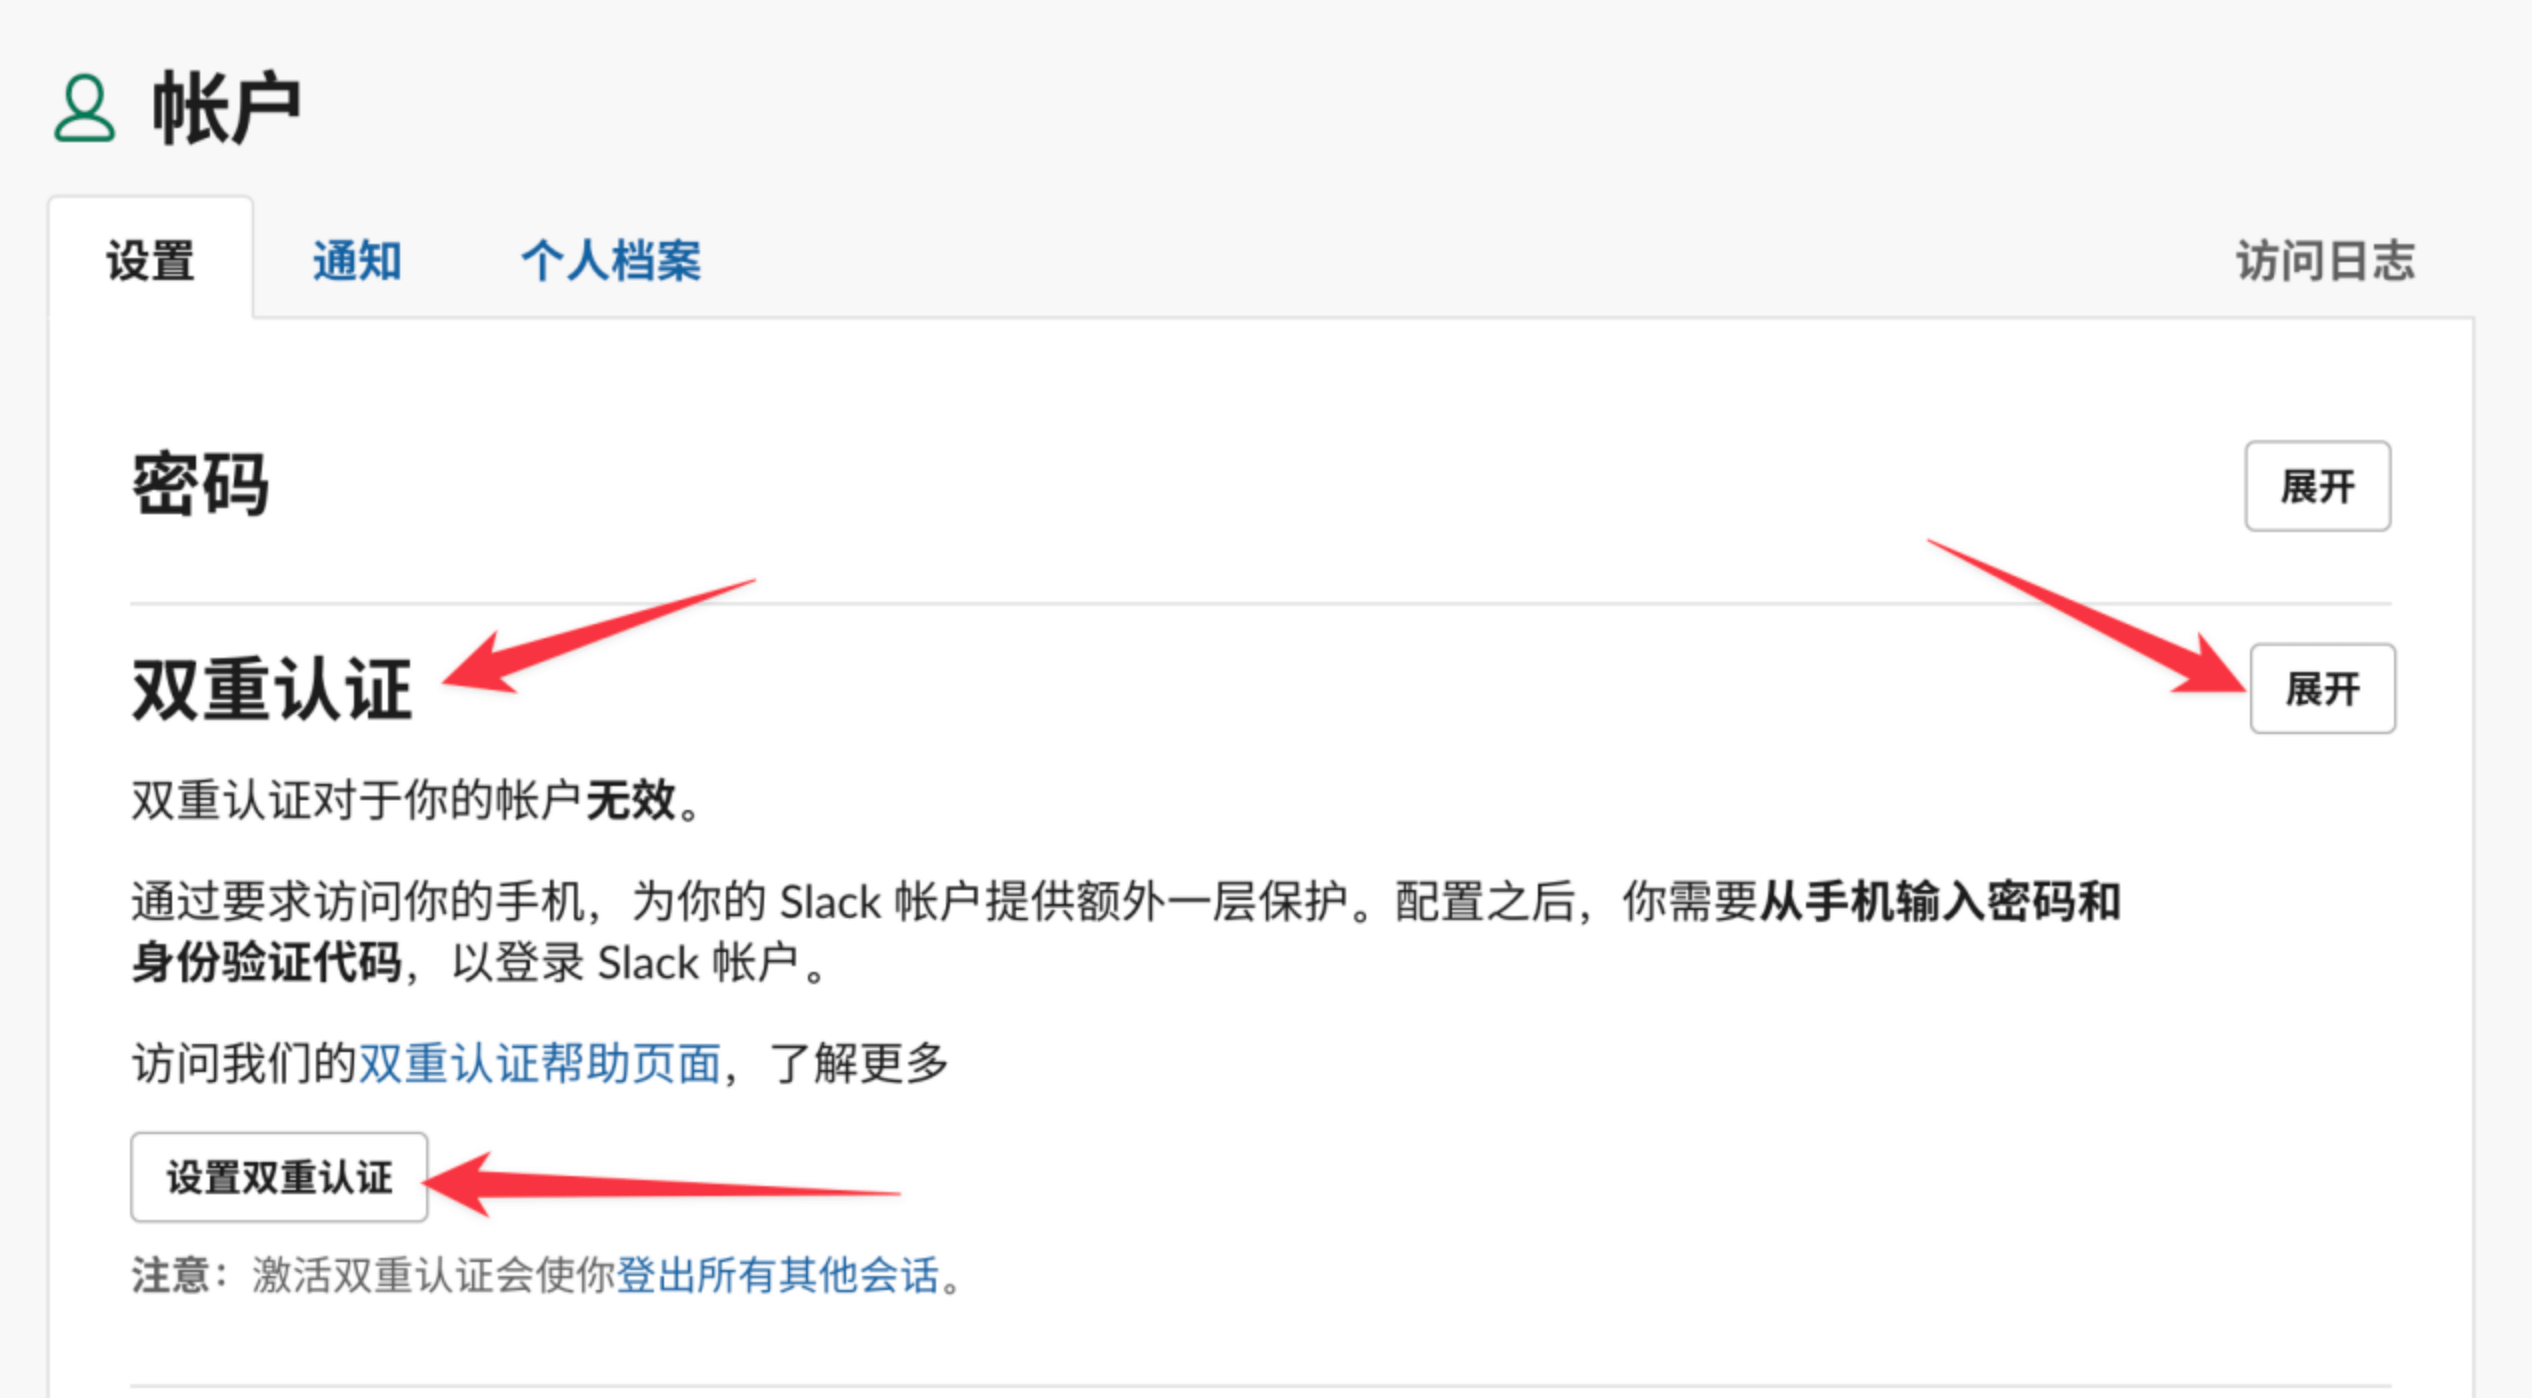 帐户
设置 通知 个人档案 访问日志
密码 展开
双重认证 展开
双重认证对于你的帐户无效。
通过要求访问你的手机，为你的 Slack 帐户提供额外一层保护。配置之后，你需要从手机输入密码和
身份验证代码，以登录 Slack 帐户。
访问我们的双重认证帮助页面，了解更多
设置双重认证
注意：激活双重认证会使你登出所有其他会话。